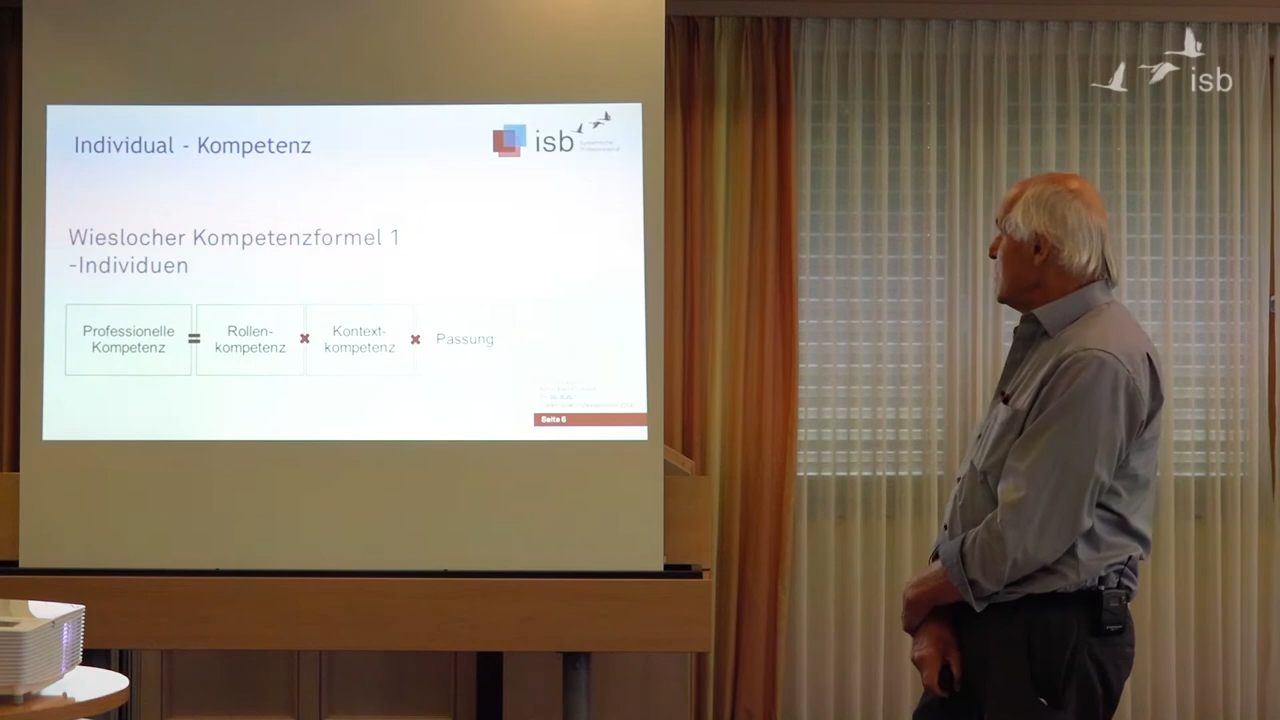 isb
Individual - Kompetenz
isb
Wieslocher Kompetenzformel 1
-Individuen
Professionelle
Kompetenz
=
Rollen-
kompetenz
×
Kontext-
kompetenz
×
Passung
Seite 6